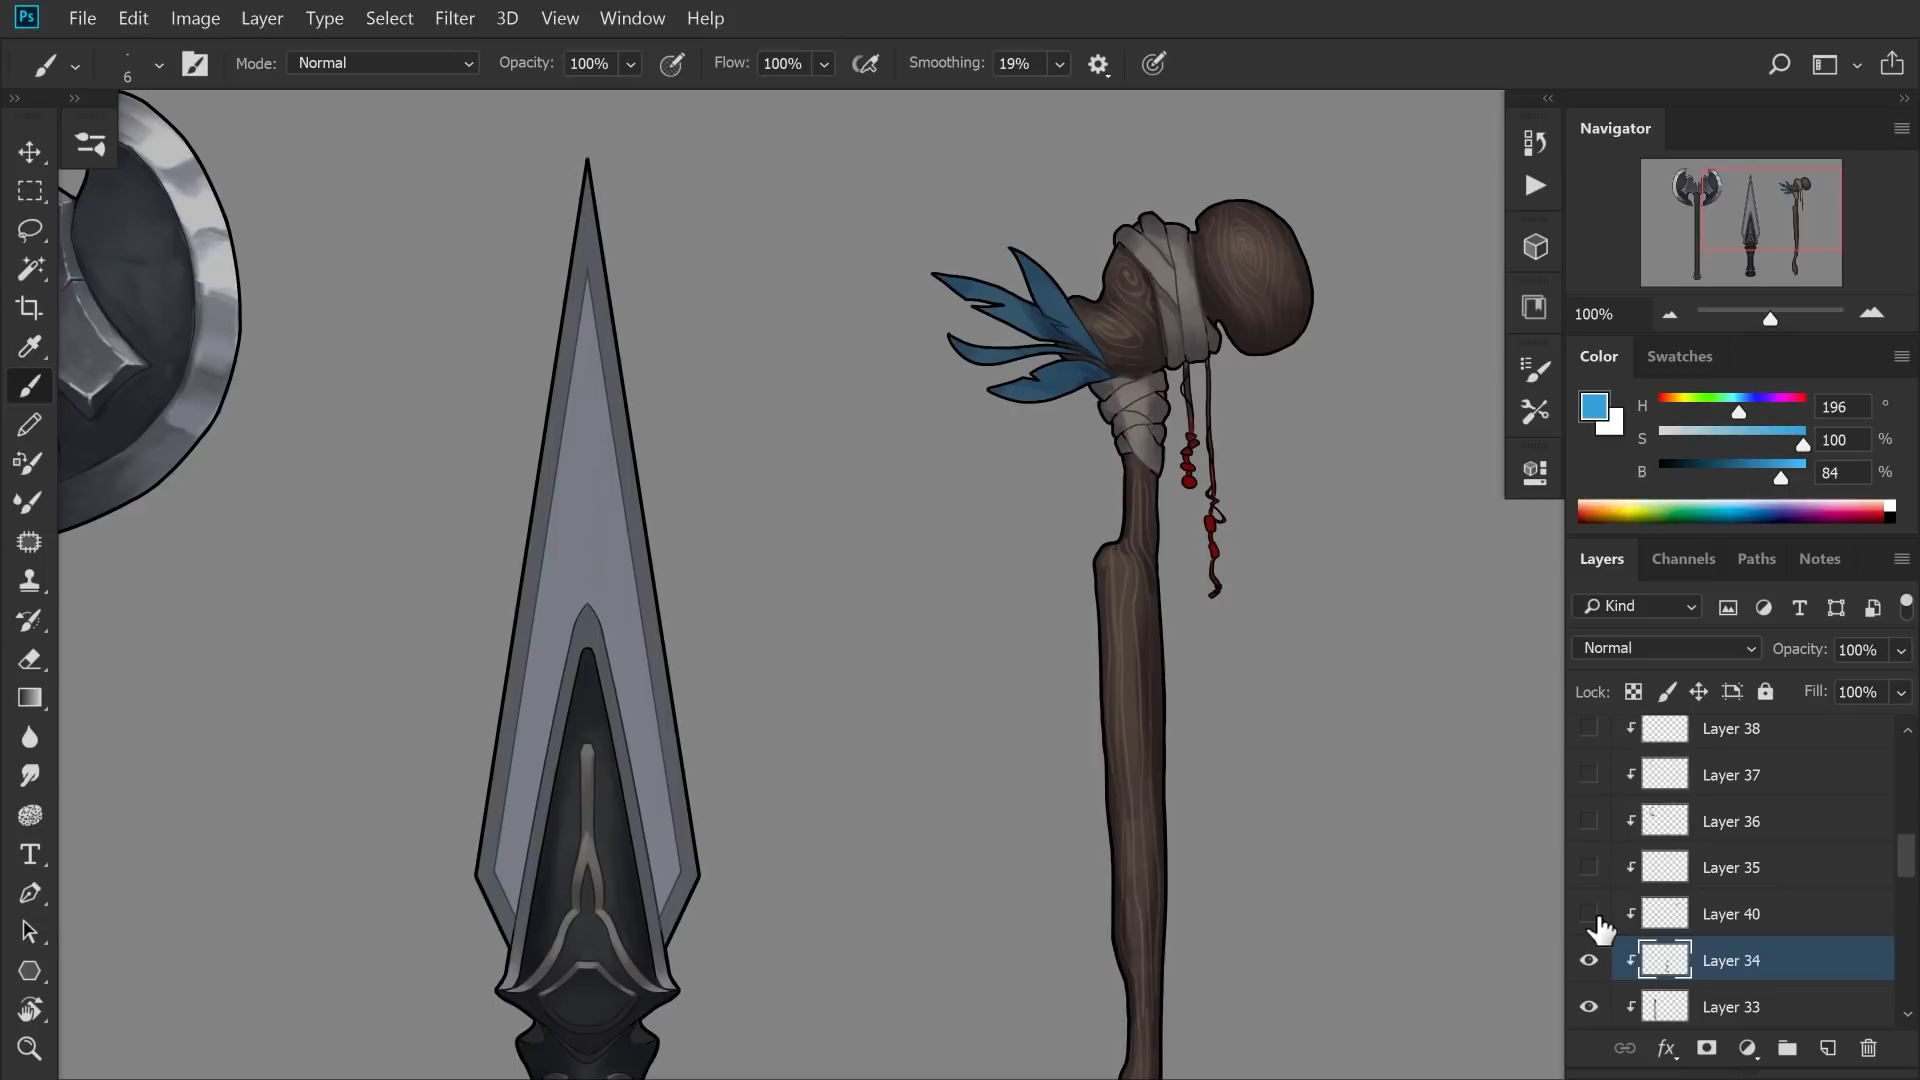 Ps File Edit Image Layer Type Select Filter 3D View Window Help
6 Mode: Normal Opacity: 100% Flow: 100% Smoothing: 19%
Navigator
100%
Color Swatches
H 196 °
S 100 %
B 84 %
Layers Channels Paths Notes
Kind
Normal Opacity: 100%
Lock: Fill: 100%
Layer 38
Layer 37
Layer 36
Layer 35
Layer 40
Layer 34
Layer 33
fx